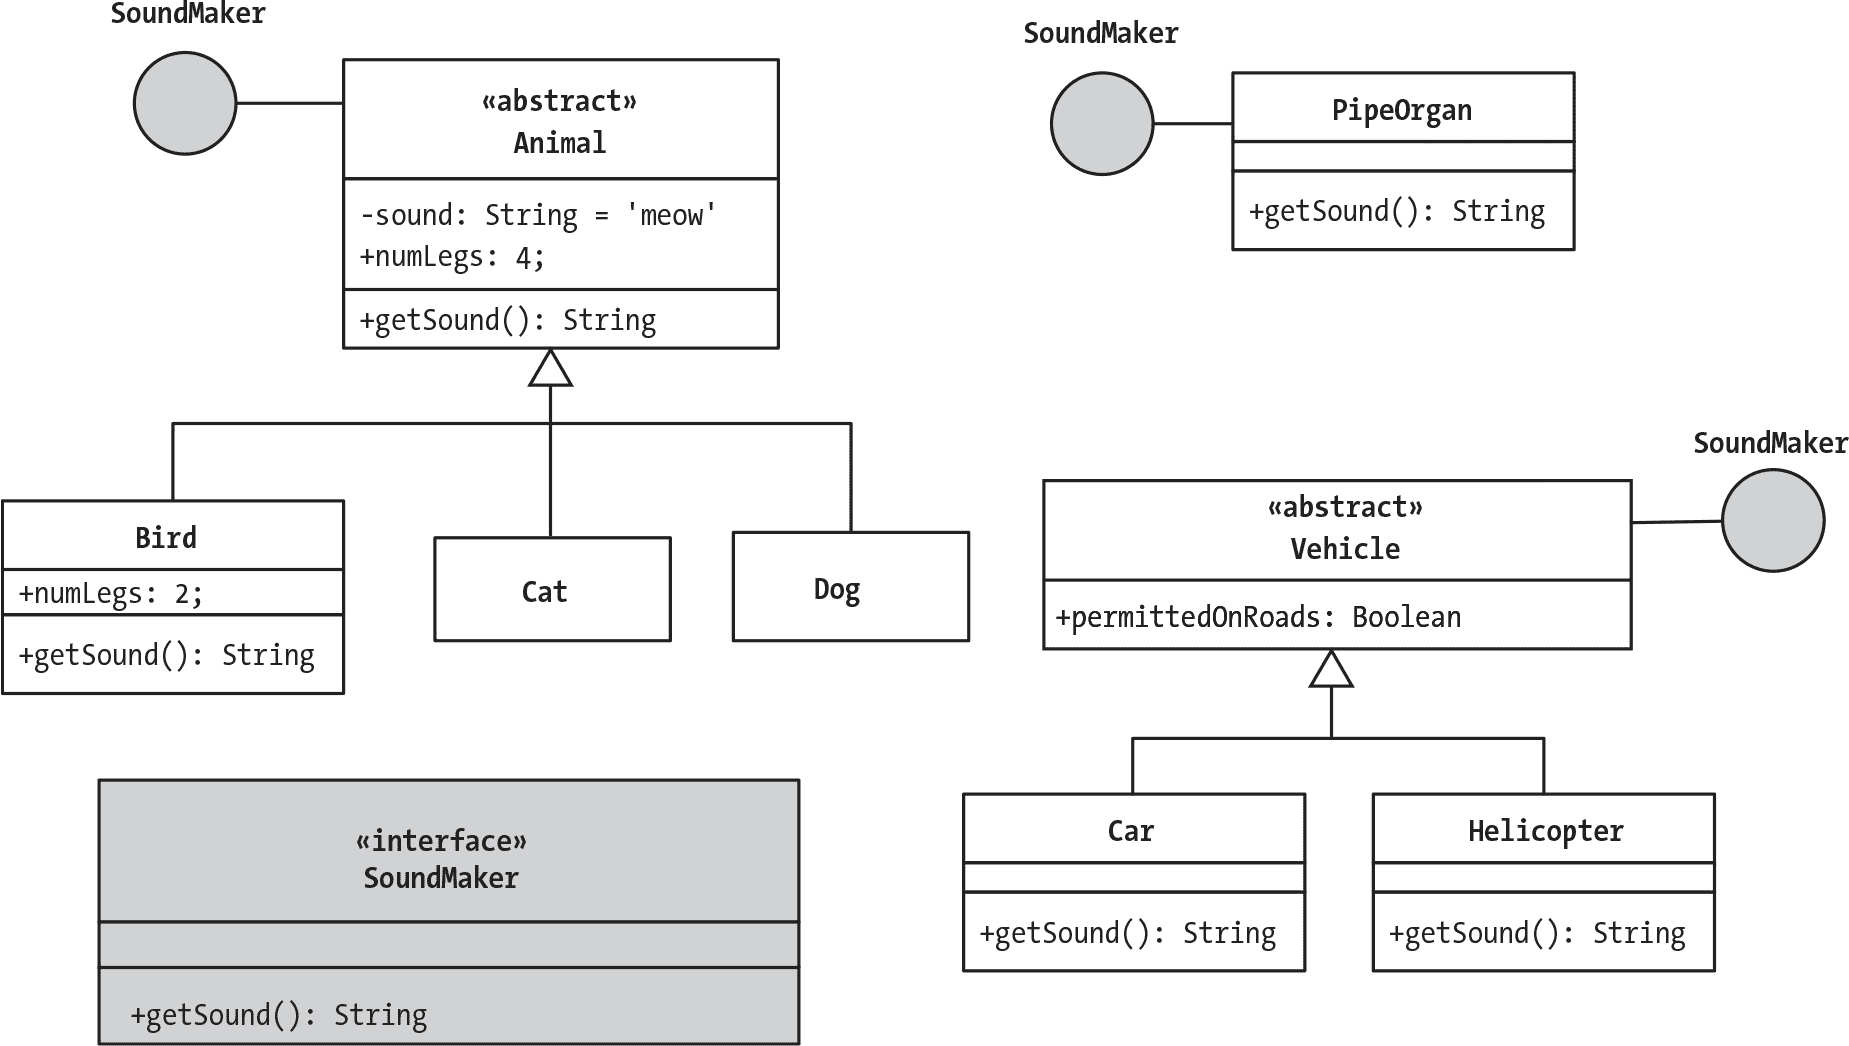 SoundMaker
«abstract»
Animal
-sound: String = 'meow'
+numLegs: 4;
+getSound(): String
Bird
+numLegs: 2;
+getSound(): String
Cat
Dog
«interface»
SoundMaker
+getSound(): String
SoundMaker
PipeOrgan
+getSound(): String
SoundMaker
«abstract»
Vehicle
+permittedOnRoads: Boolean
Car
+getSound(): String
Helicopter
+getSound(): String